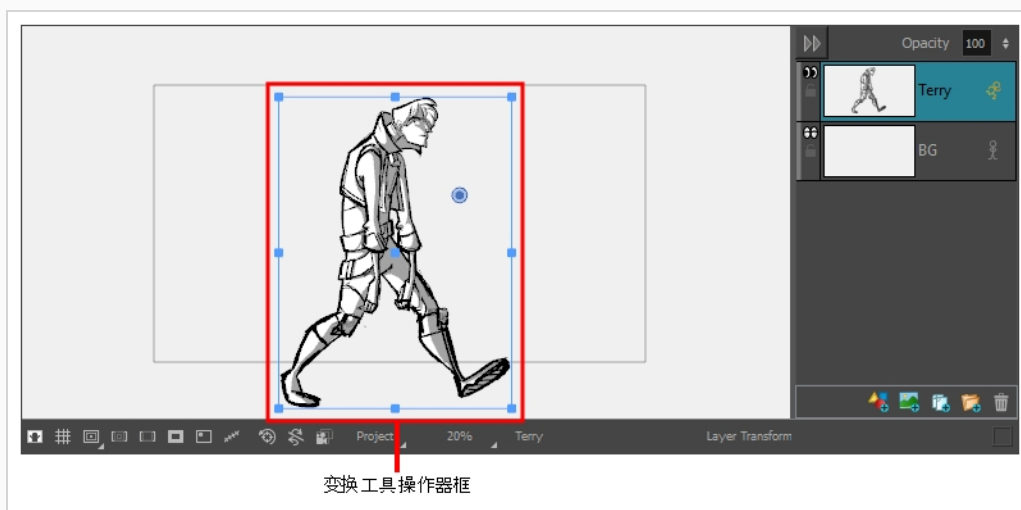 Opacity 100
Terry
BG
Project 20% Terry Layer Transform
变换工具操作器框